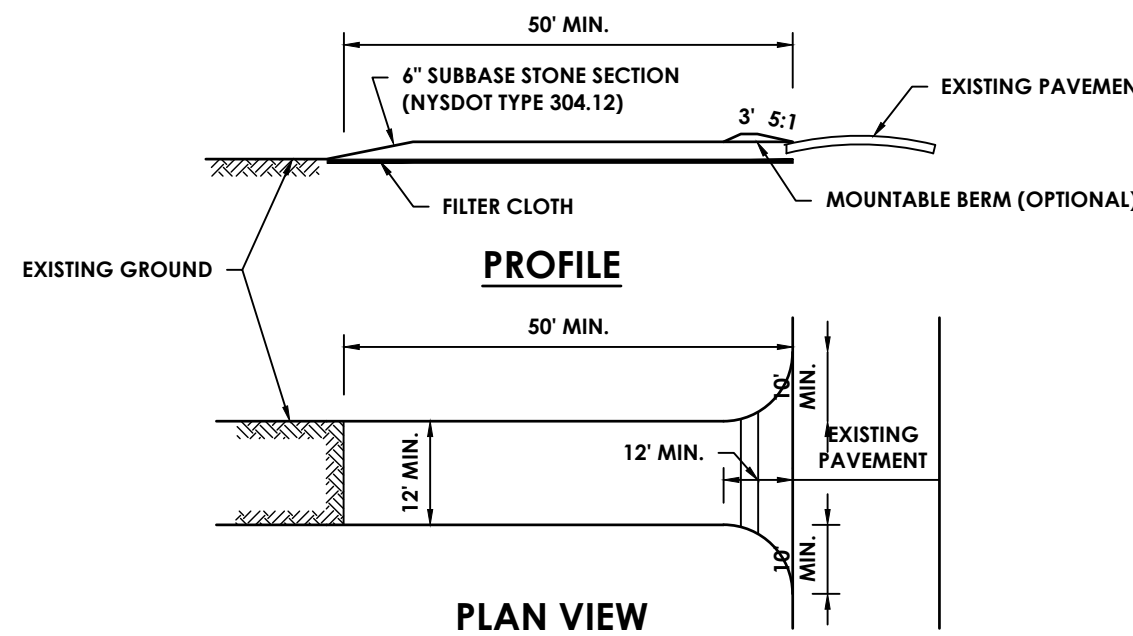 50' MIN.
6" SUBBASE STONE SECTION
(NYSDOT TYPE 304.12)
EXISTING PAVEMEN
3' 5:1
FILTER CLOTH
MOUNTABLE BERM (OPTIONAL)
PROFILE
EXISTING GROUND
50' MIN.
10'
MIN.
12' MIN.
12' MIN.
EXISTING
PAVEMENT
10'
MIN.
PLAN VIEW